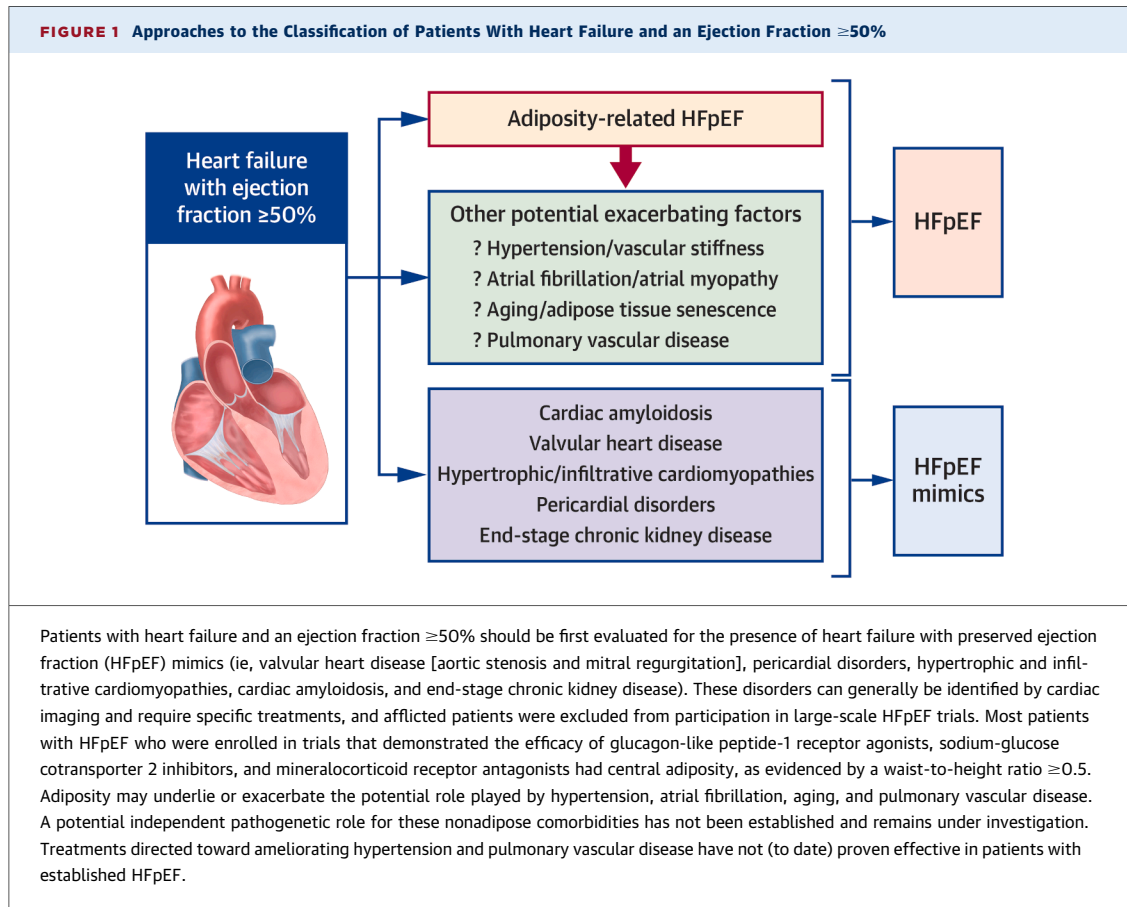 FIGURE 1 Approaches to the Classification of Patients With Heart Failure and an Ejection Fraction ≥50%
Heart failure
with ejection
fraction ≥50%
Adiposity-related HFpEF
Other potential exacerbating factors
? Hypertension/vascular stiffness
? Atrial fibrillation/atrial myopathy
? Aging/adipose tissue senescence
? Pulmonary vascular disease
HFpEF
Cardiac amyloidosis
Valvular heart disease
Hypertrophic/infiltrative cardiomyopathies
Pericardial disorders
End-stage chronic kidney disease
HFpEF
mimics
Patients with heart failure and an ejection fraction ≥50% should be first evaluated for the presence of heart failure with preserved ejection
fraction (HFpEF) mimics (ie, valvular heart disease [aortic stenosis and mitral regurgitation], pericardial disorders, hypertrophic and infil-
trative cardiomyopathies, cardiac amyloidosis, and end-stage chronic kidney disease). These disorders can generally be identified by cardiac
imaging and require specific treatments, and afflicted patients were excluded from participation in large-scale HFpEF trials. Most patients
with HFpEF who were enrolled in trials that demonstrated the efficacy of glucagon-like peptide-1 receptor agonists, sodium-glucose
cotransporter 2 inhibitors, and mineralocorticoid receptor antagonists had central adiposity, as evidenced by a waist-to-height ratio ≥0.5.
Adiposity may underlie or exacerbate the potential role played by hypertension, atrial fibrillation, aging, and pulmonary vascular disease.
A potential independent pathogenetic role for these nonadipose comorbidities has not been established and remains under investigation.
Treatments directed toward ameliorating hypertension and pulmonary vascular disease have not (to date) proven effective in patients with
established HFpEF.